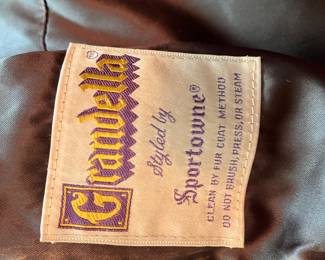 Grandella®
Styled by
Sportowne®
CLEAN BY FUR COAT METHOD
DO NOT BRUSH, PRESS, OR STEAM